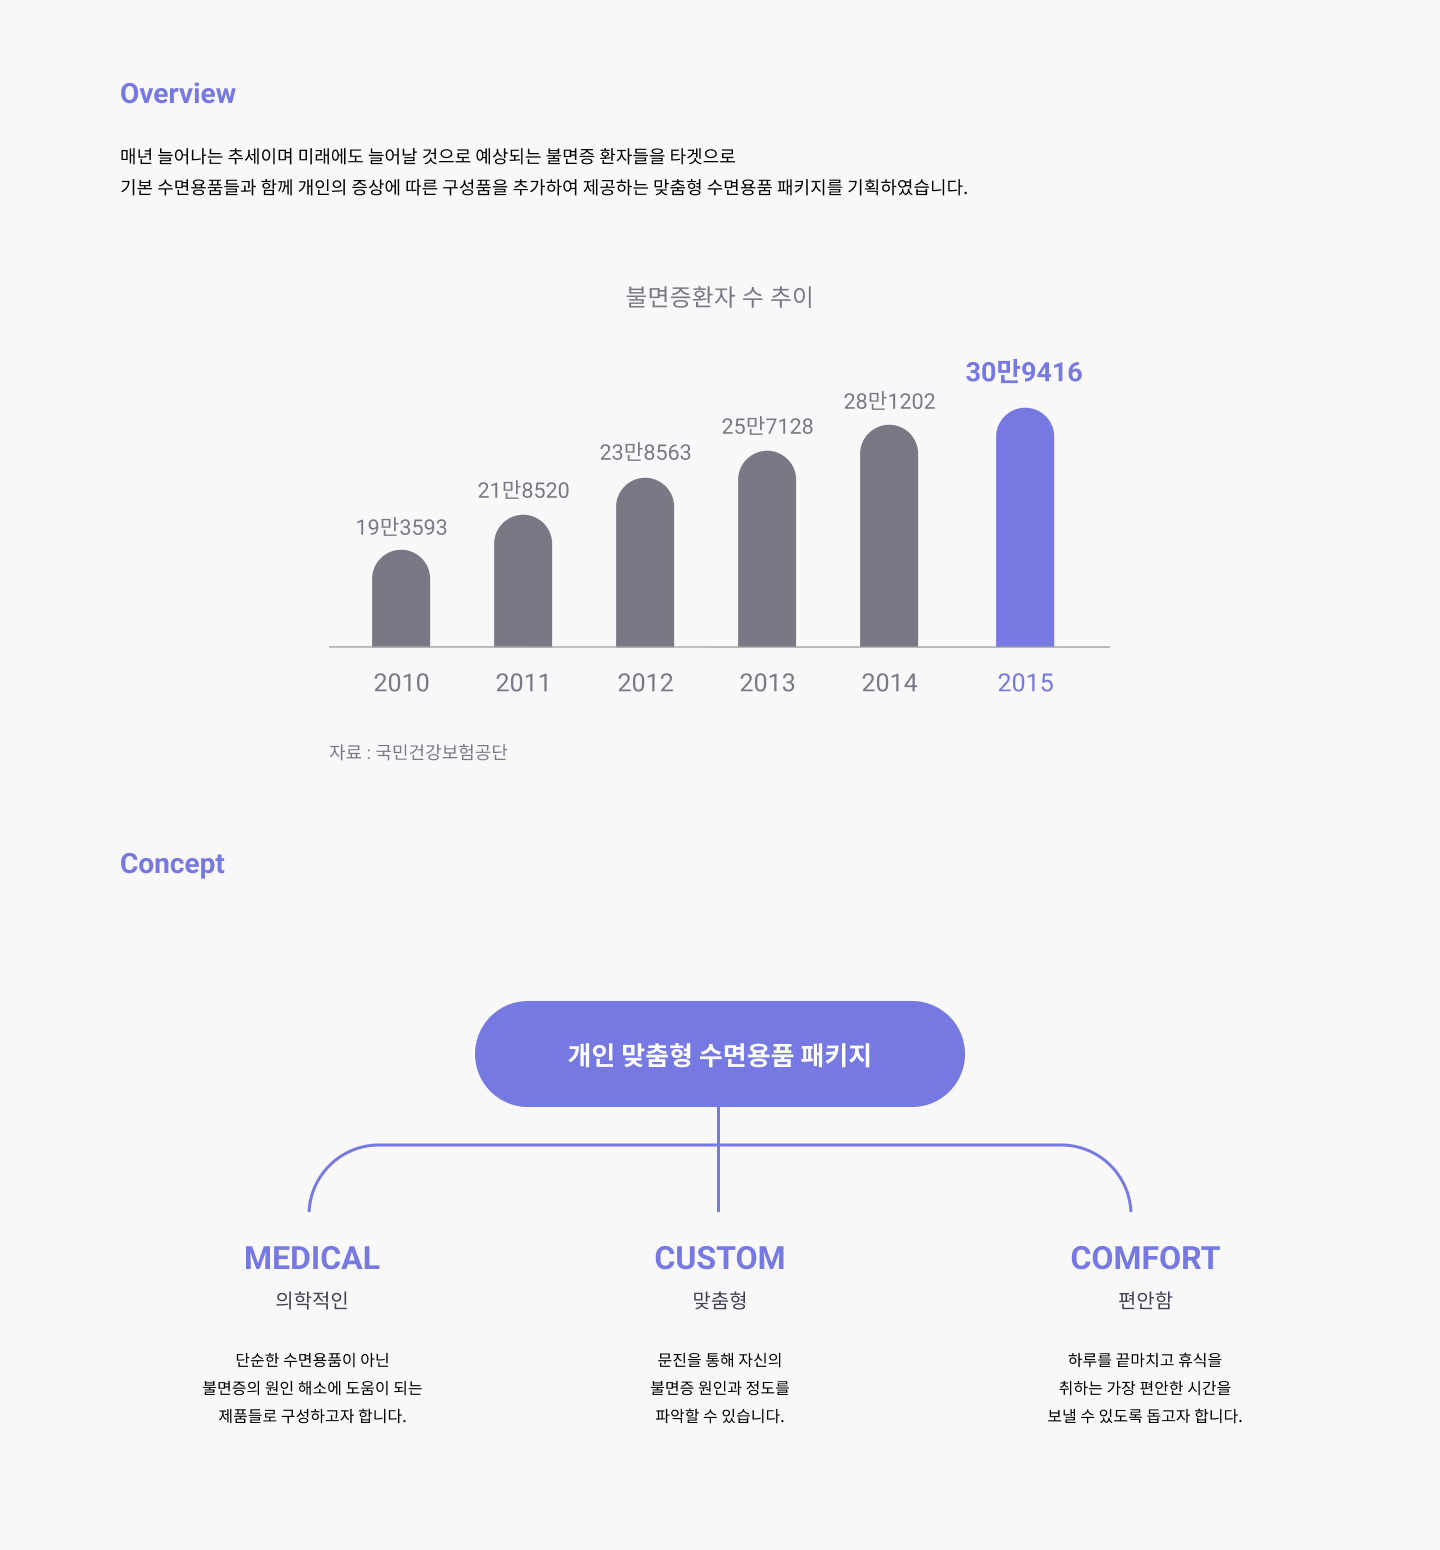 Overview
매년 늘어나는 추세이며 미래에도 늘어날 것으로 예상되는 불면증 환자들을 타겟으로
기본 수면용품들과 함께 개인의 증상에 따른 구성품을 추가하여 제공하는 맞춤형 수면용품 패키지를 기획하였습니다.
불면증환자 수 추이
19만3593
21만8520
23만8563
25만7128
28만1202
30만9416
2010
2011
2012
2013
2014
2015
자료 : 국민건강보험공단
Concept
개인 맞춤형 수면용품 패키지
MEDICAL
의학적인
단순한 수면용품이 아닌
불면증의 원인 해소에 도움이 되는
제품들로 구성하고자 합니다.
CUSTOM
맞춤형
문진을 통해 자신의
불면증 원인과 정도를
파악할 수 있습니다.
COMFORT
편안함
하루를 끝마치고 휴식을
취하는 가장 편안한 시간을
보낼 수 있도록 돕고자 합니다.